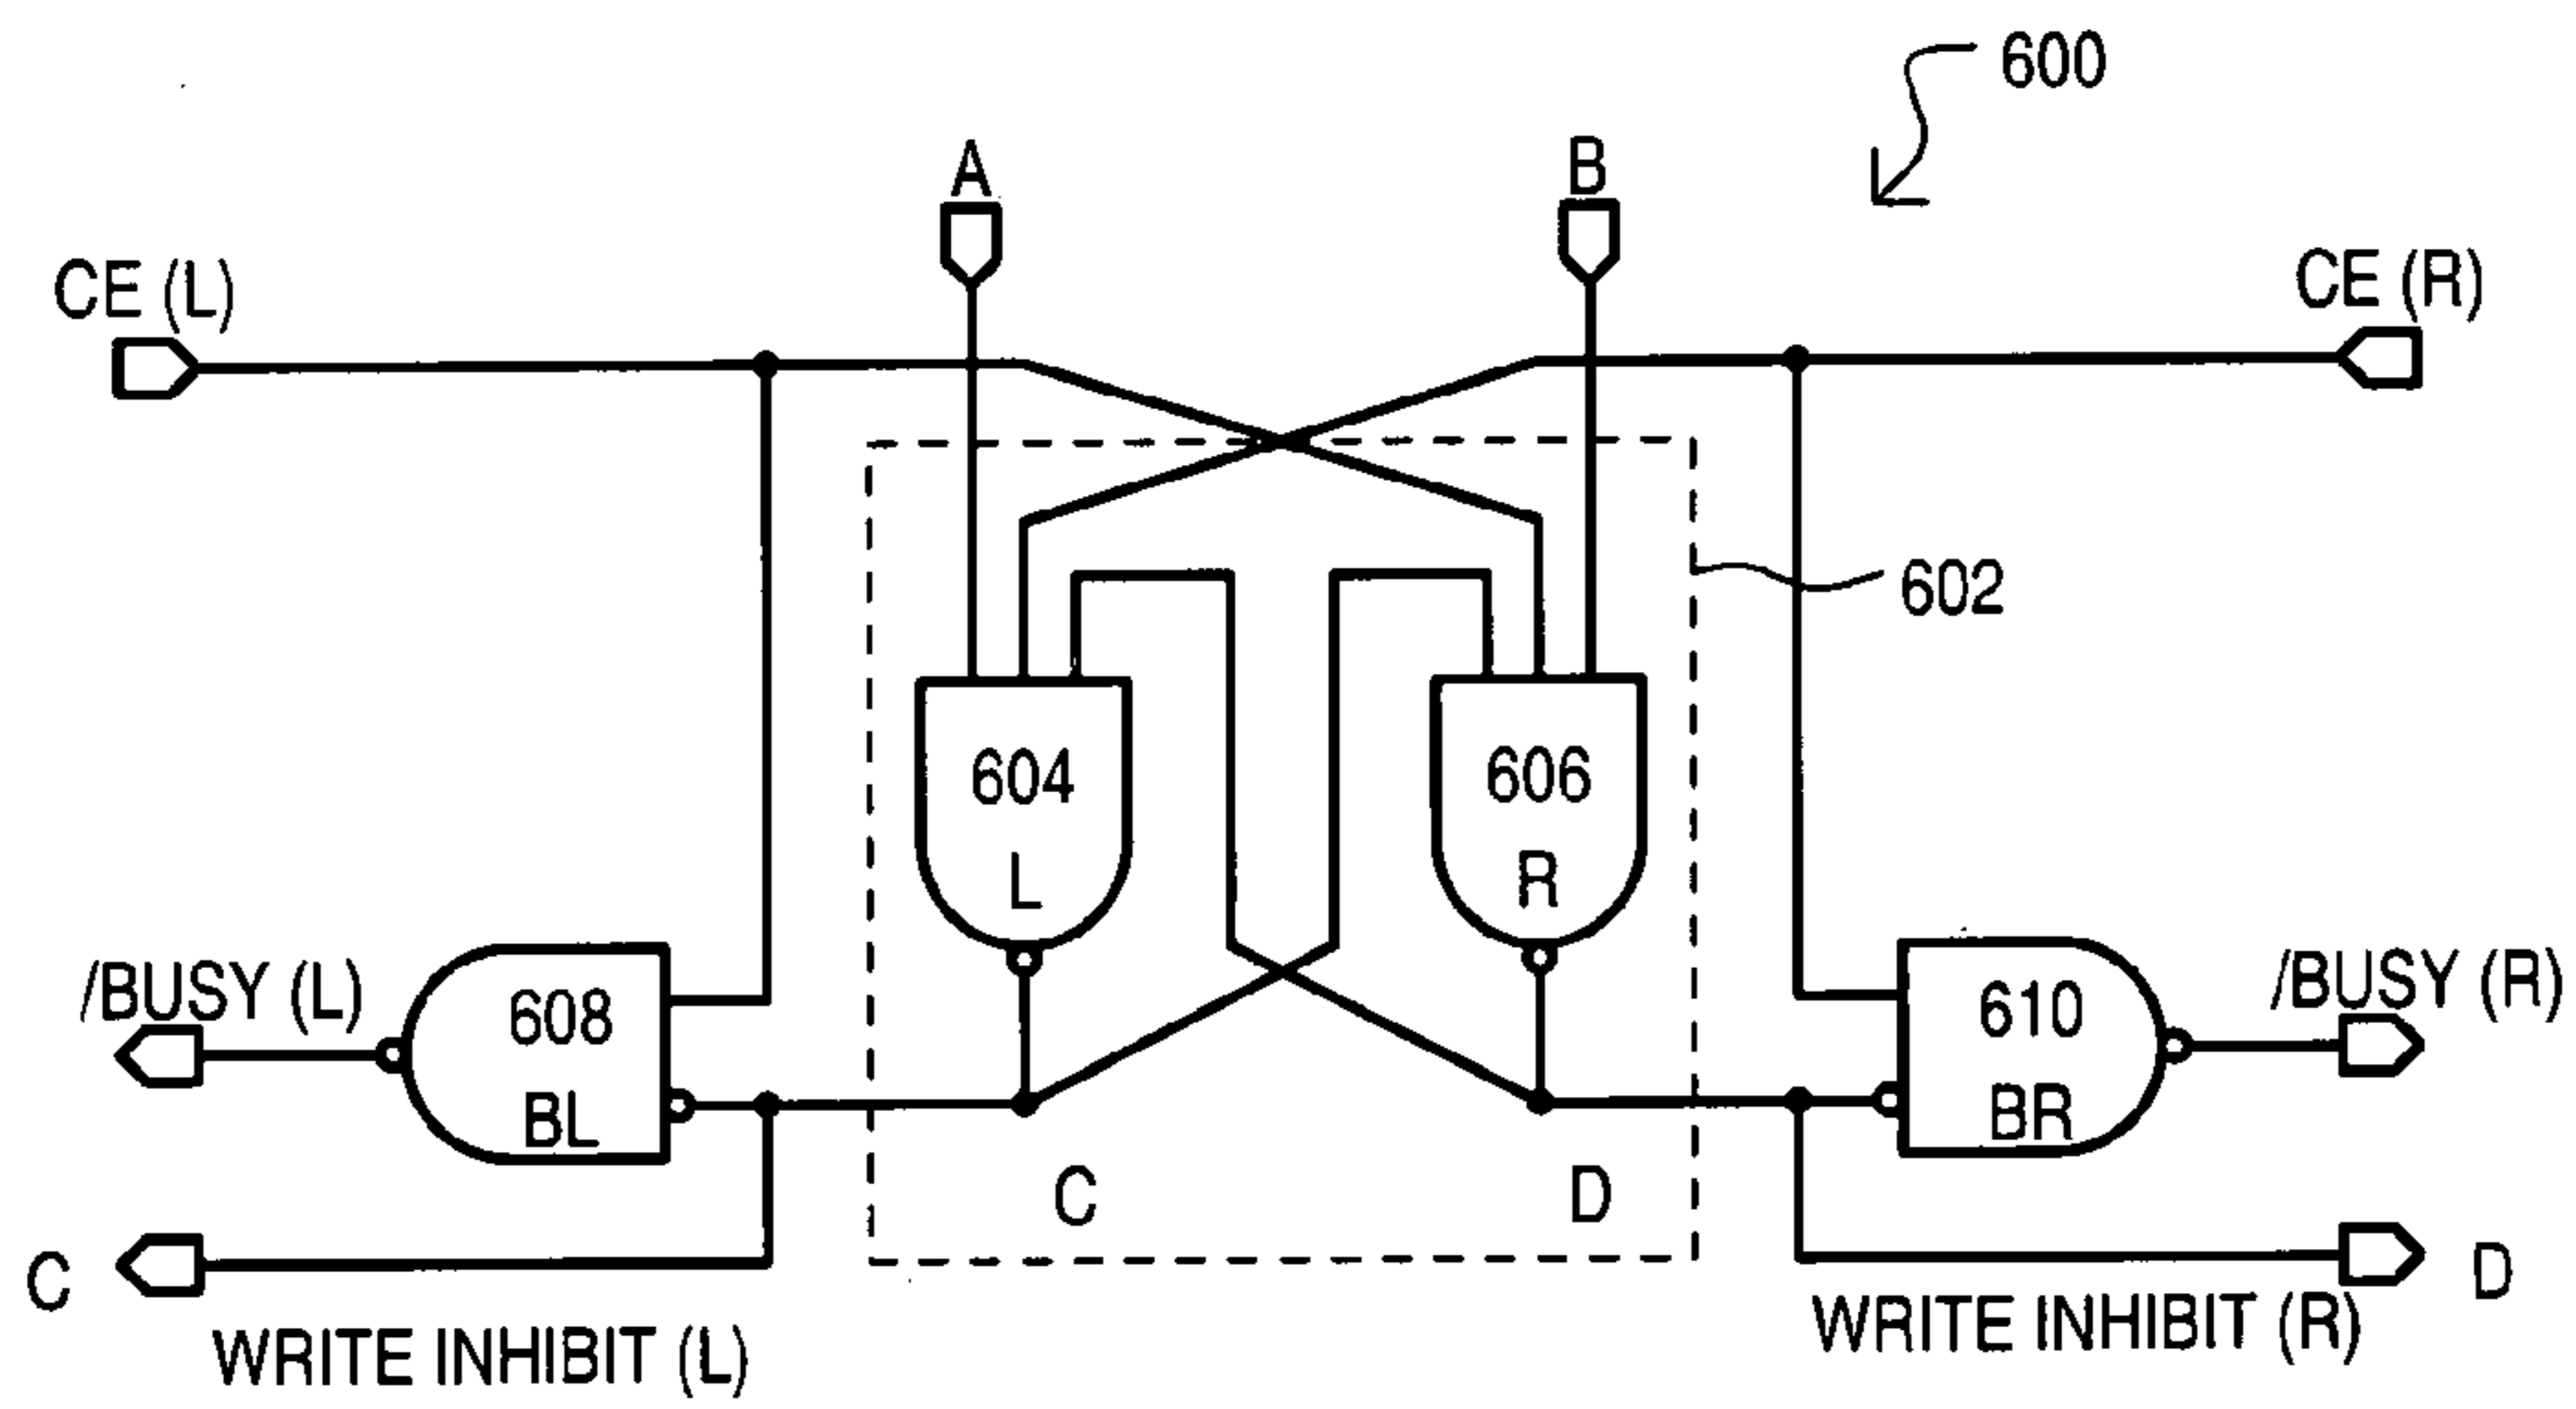 600
A
B
CE (L)
CE (R)
602
604
L
606
R
/BUSY (L)
608
BL
610
BR
/BUSY (R)
C
D
C
D
WRITE INHIBIT (L)
WRITE INHIBIT (R)